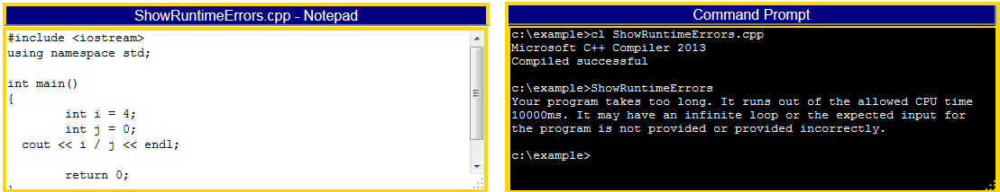 ShowRuntimeErrors.cpp - Notepad
#include <iostream>
using namespace std;
int main()
{
int i = 4;
int j = 0;
cout << i / j << endl;
return 0;
Command Prompt
c:\example>cl ShowRuntimeErrors.cpp
Microsoft C++ Compiler 2013
Compiled successful
c:\example>ShowRuntimeErrors
Your program takes too long. It runs out of the allowed CPU time
10000ms. It may have an infinite loop or the expected input for
the program is not provided or provided incorrectly.
c:\example>